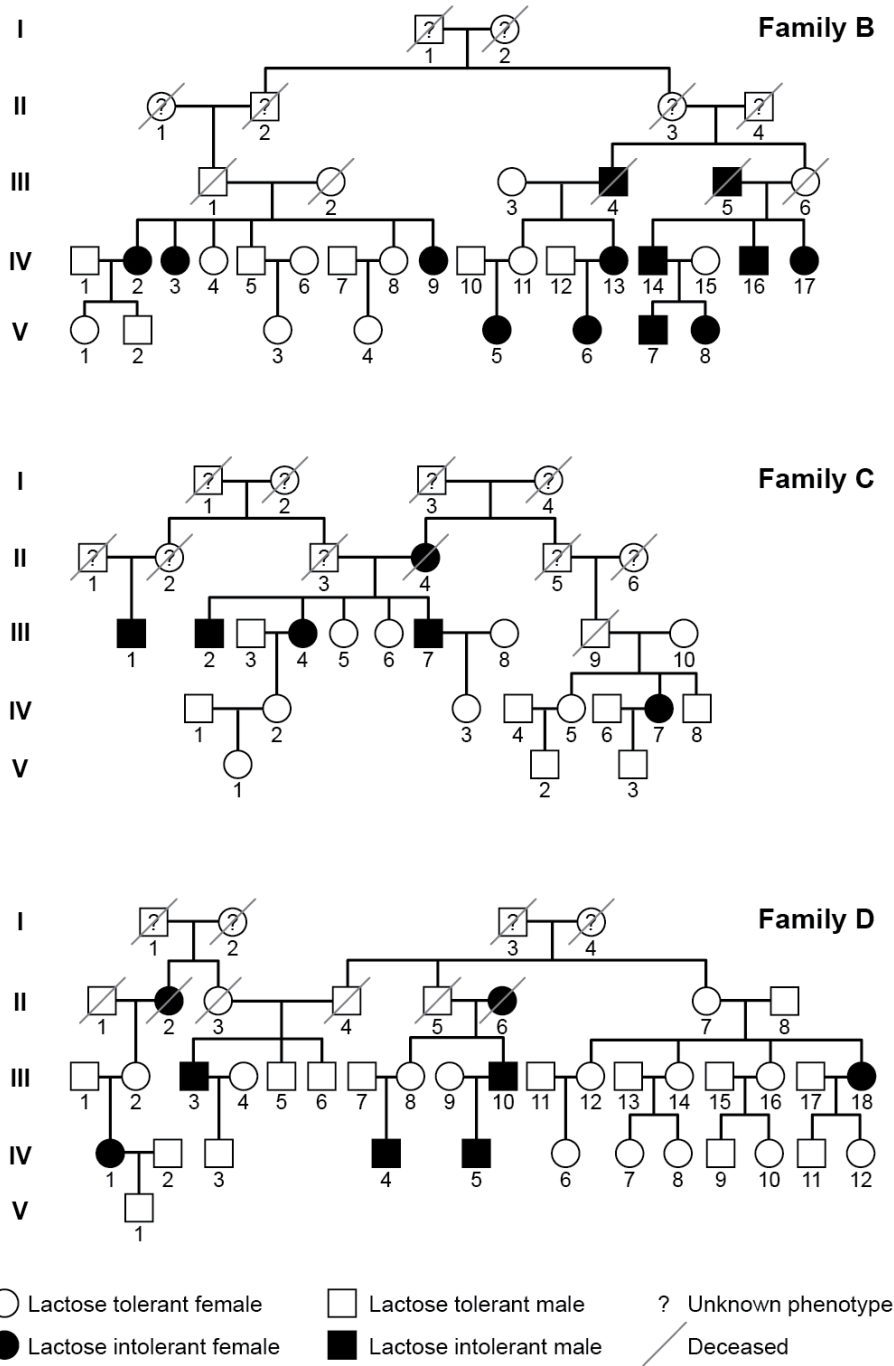 I Family B
? ?
1 2
II ? ? ? ?
1 2 3 4
III
1 2 3 4 5 6
IV
1 2 3 4 5 6 7 8 9 10 11 12 13 14 15 16 17
V
1 2 3 4 5 6 7 8
I ? ? ? ? Family C
1 2 3 4
II ? ? ? ? ?
1 2 3 4 5 6
III
1 2 3 4 5 6 7 8 9 10
IV
1 2 3 4 5 6 7 8
V
1 2 3
I ? ? ? ? Family D
1 2 3 4
II
1 2 3 4 5 6 7 8
III
1 2 3 4 5 6 7 8 9 10 11 12 13 14 15 16 17 18
IV
1 2 3 4 5 6 7 8 9 10 11 12
V
1
Lactose tolerant female Lactose tolerant male ? Unknown phenotype
Lactose intolerant female Lactose intolerant male Deceased